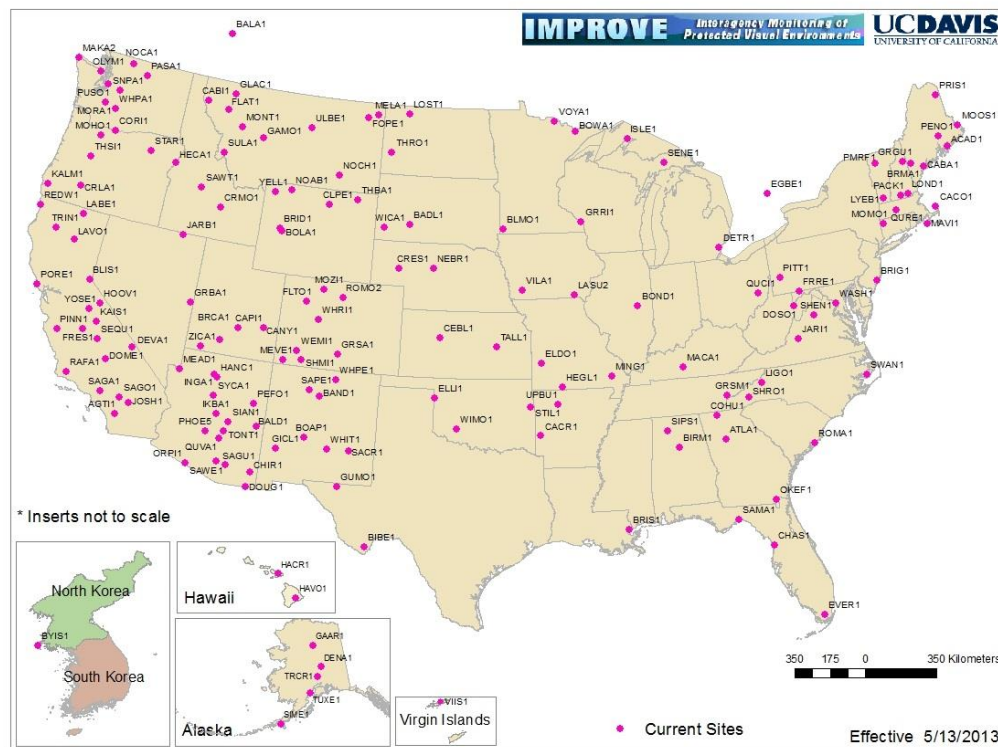 BALA1
IMPROVE
Interagency Monitoring of
Protected Visual Environments
UCDAVIS
UNIVERSITY OF CALIFORNIA
MAKA2
NOCA1
OLYM1
PASA1
SNPA1
PUSO1
WHPA1
MORA1
MOHO1
CORI1
THSI1
STAR1
HECA1
KALM1
CRLA1
REDW1
LABE1
TRIN1
LAVO1
CABI1
GLAC1
FLAT1
MONT1
GAMO1
SULA1
ULBE1
MELA1
FOPE1
LOST1
THRO1
NOCH1
SAWT1
CRMO1
YELL1
NOAB1
CLPE1
THBA1
BRID1
BOLA1
WICA1
BADL1
JARB1
VOYA1
BOWA1
ISLE1
SENE1
BLMO1
GRRI1
EGBE1
DETR1
PRIS1
MOOS1
PENO1
ACAD1
PMRF1
GRGU1
BRMA1
CABA1
PACK1
LOND1
LYEB1
CACO1
MOMO1
QURE1
MAVI1
PORE1
BLIS1
YOSE1
HOOV1
KAIS1
PINN1
SEQU1
FRES1
DOME1
DEVA1
RAFA1
SAGA1
SAGO1
AGTI1
JOSH1
GRBA1
BRCA1
CAPI1
CANY1
ZICA1
MEAD1
CRES1
NEBR1
MOZI1
FLTO1
ROMO2
WHRI1
WEMI1
MEVE1
SHMI1
GRSA1
WHPE1
HANC1
INGA1
SYCA1
SAPE1
BAND1
IKBA1
PEFO1
SIAN1
PHOE5
TONT1
BALD1
BOAP1
QUVA1
GICL1
WHIT1
SACR1
ORPI1
SAGU1
SAWE1
CHIR1
DOUG1
GUMO1
BIBE1
VILA1
LASU2
BOND1
CEBL1
TALL1
ELDO1
HEGL1
MING1
MACA1
ELLI1
UPBU1
STIL1
WIMO1
CACR1
QUCI1
PITT1
FRRE1
BRIG1
WASH1
SHEN1
DOSO1
JARI1
SWAN1
LIGO1
GRSM1
SHRO1
COHU1
SIPS1
BIRM1
ATLA1
ROMA1
OKEF1
SAMA1
BRIS1
CHAS1
EVER1
* Inserts not to scale
North Korea
BYIS1
South Korea
HACR1
HAVO1
Hawaii
GAAR1
DENA1
TRCR1
TUXE1
SIME1
Alaska
VIIS1
Virgin Islands
350 175 0 350 Kilometers
Current Sites
Effective 5/13/2013